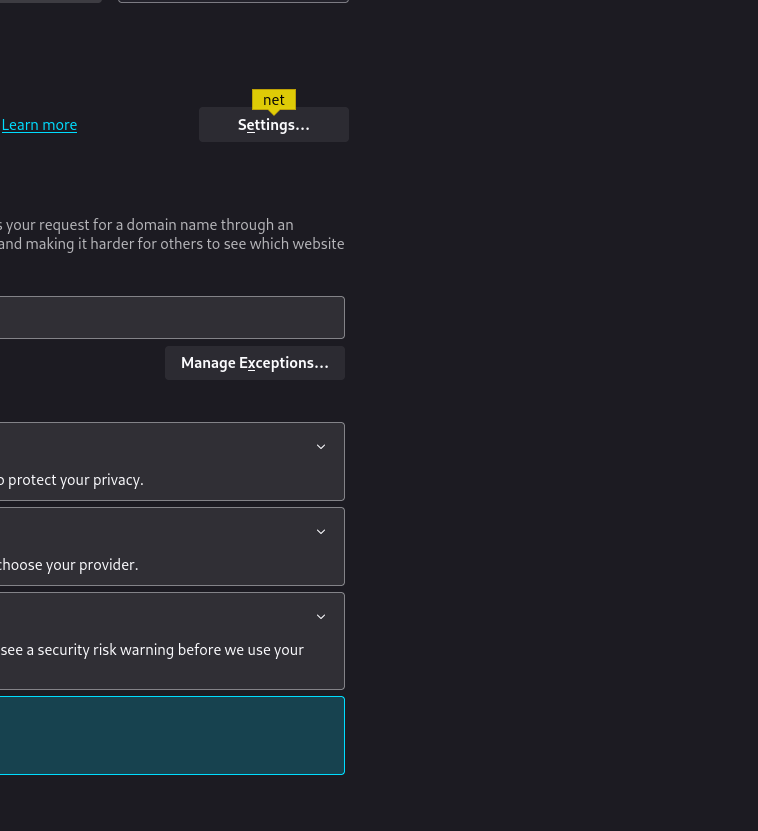 net
Learn more
Settings...
s your request for a domain name through an
and making it harder for others to see which website
Manage Exceptions...
o protect your privacy.
choose your provider.
see a security risk warning before we use your